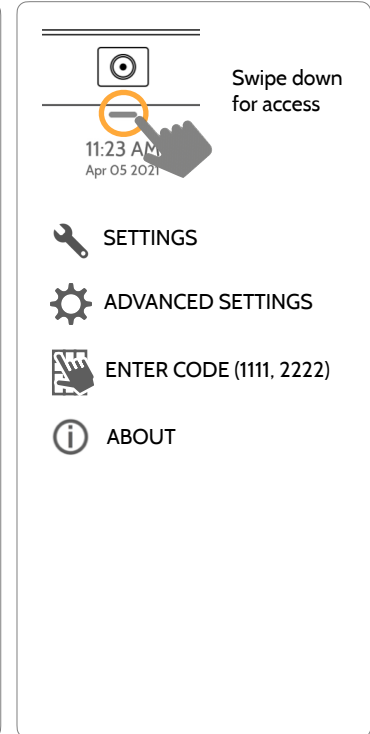 Swipe down
for access
11:23 AM
Apr 05 2021
SETTINGS
ADVANCED SETTINGS
ENTER CODE (1111, 2222)
ABOUT